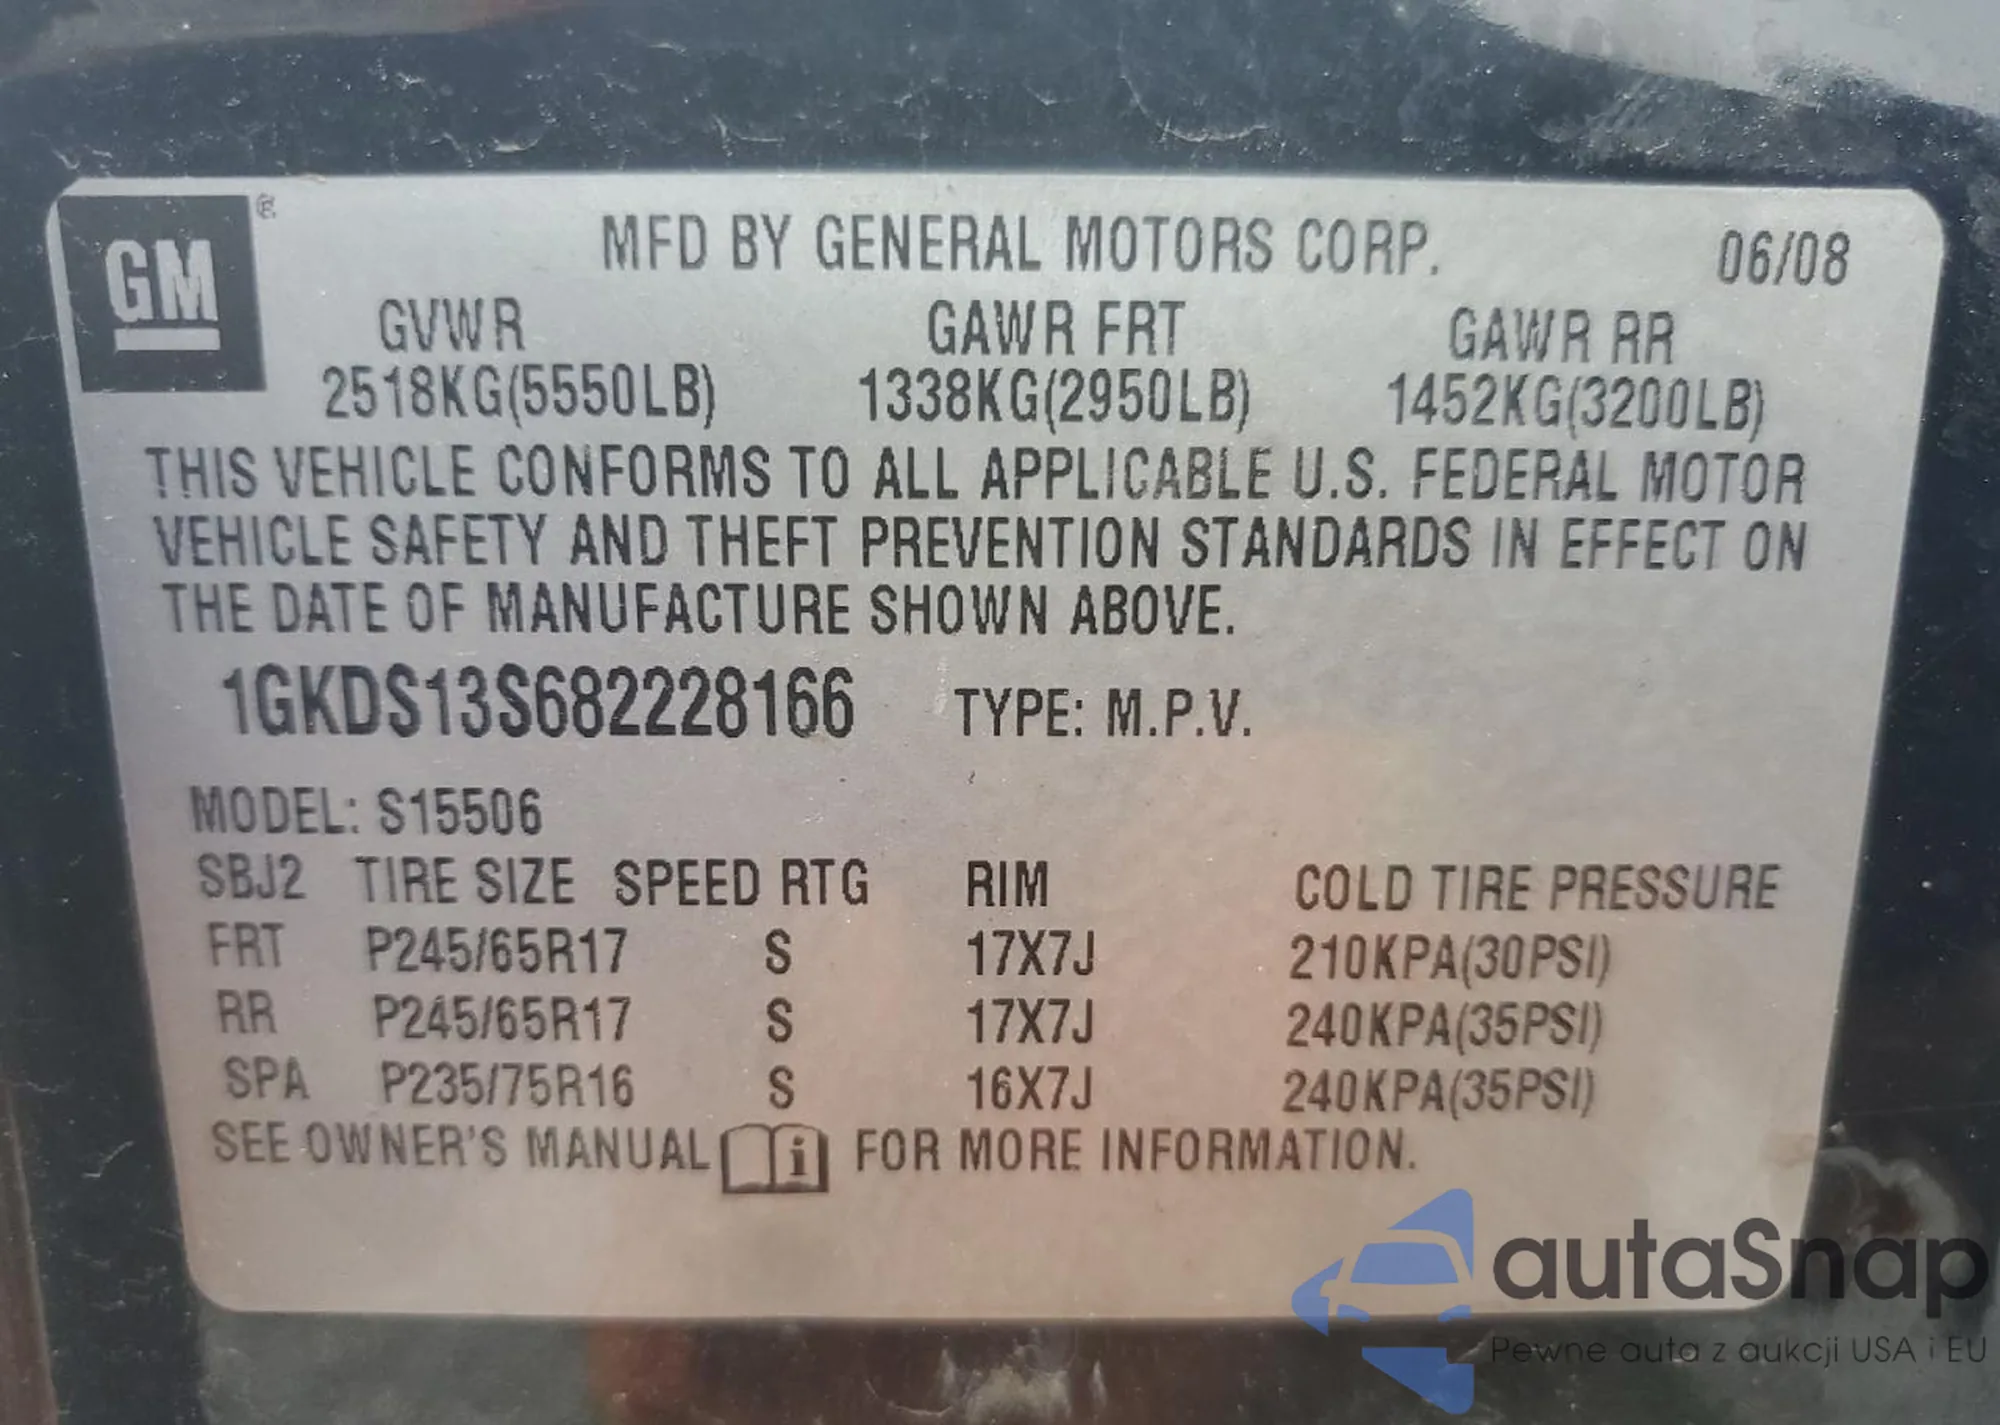 GM ®
MFD BY GENERAL MOTORS CORP. 06/08
GVWR GAWR FRT GAWR RR
2518KG(5550LB) 1338KG(2950LB) 1452KG(3200LB)
THIS VEHICLE CONFORMS TO ALL APPLICABLE U.S. FEDERAL MOTOR
VEHICLE SAFETY AND THEFT PREVENTION STANDARDS IN EFFECT ON
THE DATE OF MANUFACTURE SHOWN ABOVE.
1GKDS13S682228166 TYPE: M.P.V.
MODEL: S15506
SBJ2 TIRE SIZE SPEED RTG RIM COLD TIRE PRESSURE
FRT P245/65R17 S 17X7J 210KPA(30PSI)
RR P245/65R17 S 17X7J 240KPA(35PSI)
SPA P235/75R16 S 16X7J 240KPA(35PSI)
SEE OWNER'S MANUAL i FOR MORE INFORMATION.
autaSnap
Pewne auta z aukcji USA i EU